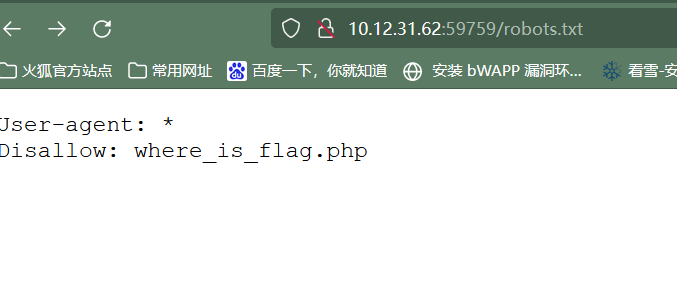 10.12.31.62:59759/robots.txt
火狐官方站点 常用网址 百度一下，你就知道 安装 bWAPP 漏洞环... 看雪-安
User-agent: *
Disallow: where_is_flag.php